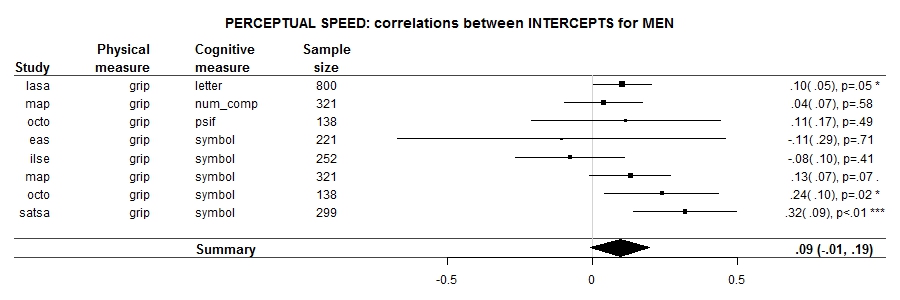 PERCEPTUAL SPEED: correlations between INTERCEPTS for MEN
Physical Cognitive Sample
Study measure measure size
lasa grip letter 800 .10( .05), p=.05 *
map grip num_comp 321 .04( .07), p=.58
octo grip psif 138 .11( .17), p=.49
eas grip symbol 221 -.11( .29), p=.71
ilse grip symbol 252 -.08( .10), p=.41
map grip symbol 321 .13( .07), p=.07 .
octo grip symbol 138 .24( .10), p=.02 *
satsa grip symbol 299 .32( .09), p<.01 ***
Summary .09 (-.01, .19)
-0.5 0 0.5